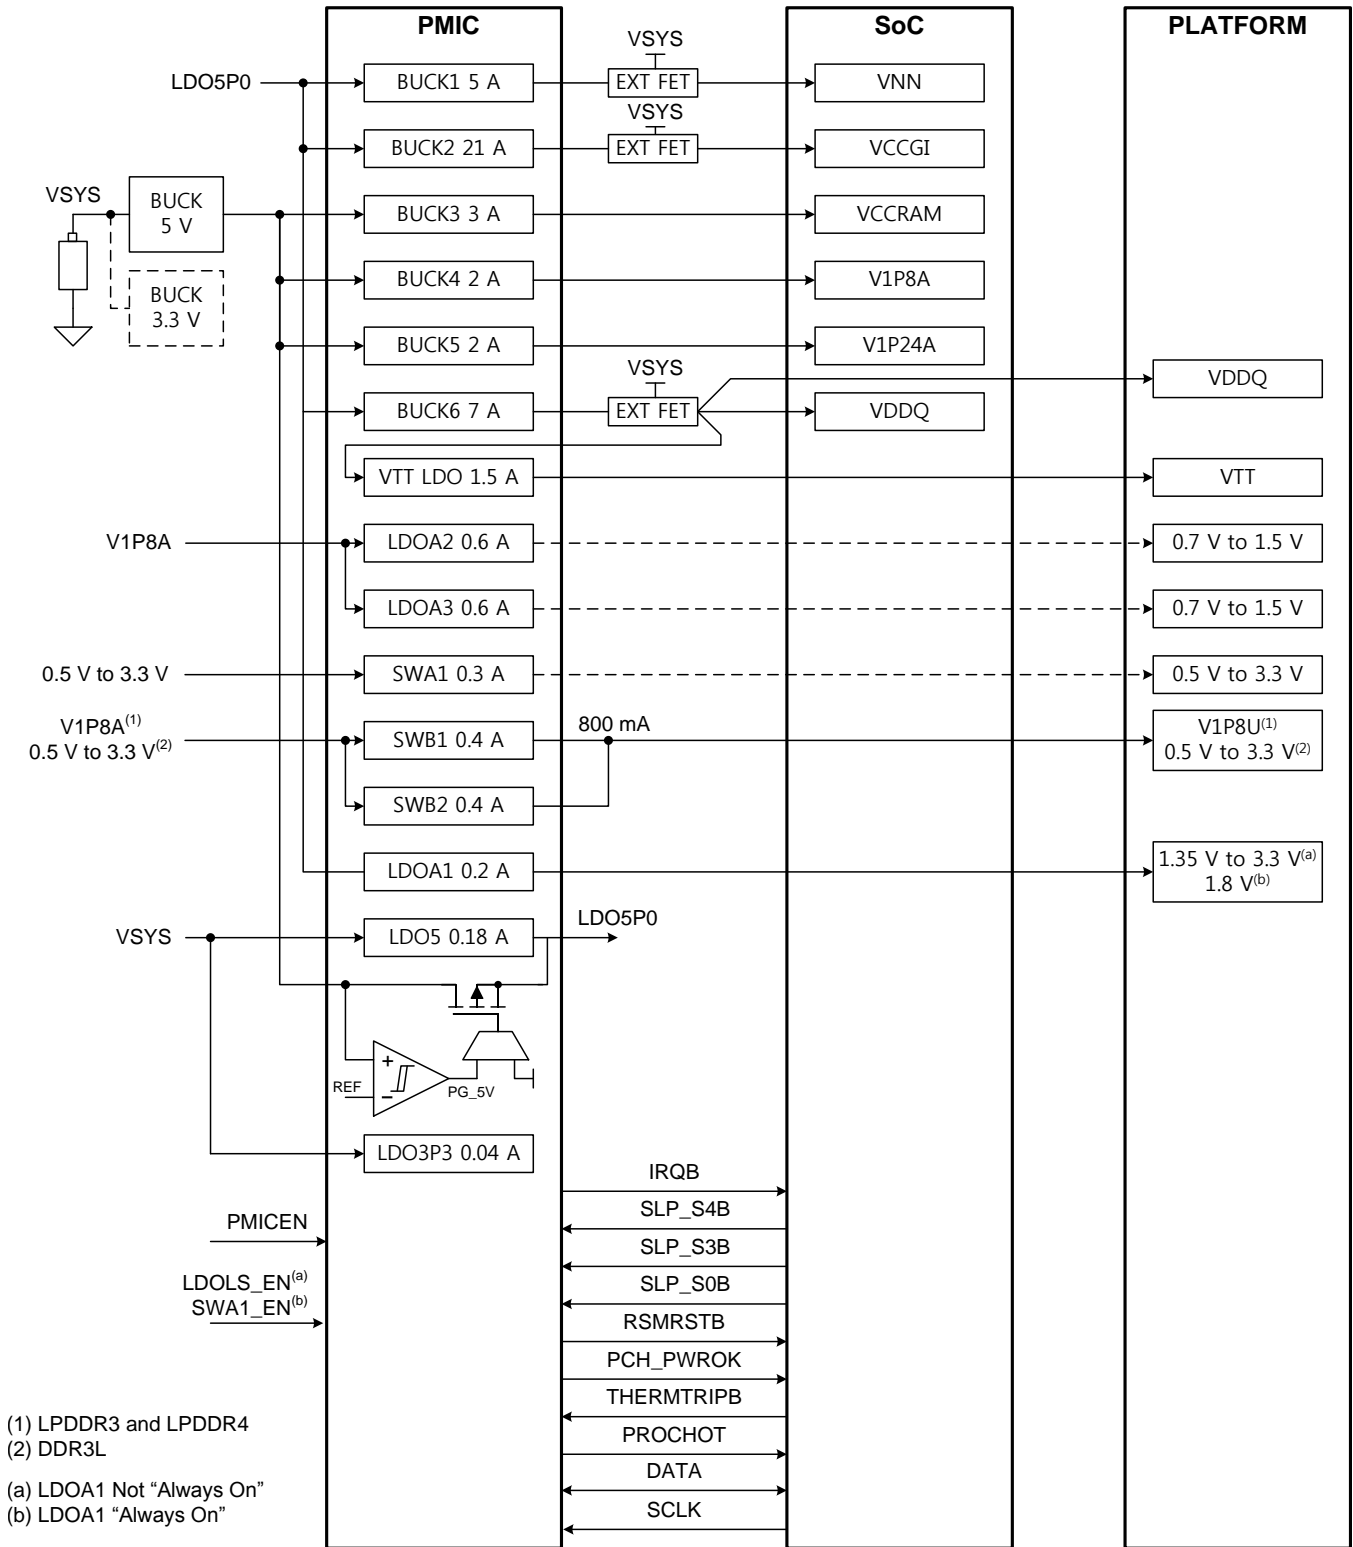 PMIC
SoC
PLATFORM
VSYS
LDO5P0
BUCK1 5 A
EXT FET
VNN
VSYS
BUCK2 21 A
EXT FET
VCCGI
VSYS
BUCK
5 V
BUCK3 3 A
VCCRAM
BUCK
3.3 V
BUCK4 2 A
V1P8A
BUCK5 2 A
V1P24A
VSYS
VDDQ
BUCK6 7 A
EXT FET
VDDQ
VTT LDO 1.5 A
VTT
V1P8A
LDOA2 0.6 A
0.7 V to 1.5 V
LDOA3 0.6 A
0.7 V to 1.5 V
0.5 V to 3.3 V
SWA1 0.3 A
0.5 V to 3.3 V
V1P8A(1)
0.5 V to 3.3 V(2)
SWB1 0.4 A
800 mA
V1P8U(1)
0.5 V to 3.3 V(2)
SWB2 0.4 A
LDOA1 0.2 A
1.35 V to 3.3 V(a)
1.8 V(b)
VSYS
LDO5 0.18 A
LDO5P0
+
REF
−
PG_5V
LDO3P3 0.04 A
IRQB
SLP_S4B
PMICEN
SLP_S3B
LDOLS_EN(a)
SWA1_EN(b)
SLP_S0B
RSMRSTB
PCH_PWROK
THERMTRIPB
PROCHOT
DATA
SCLK
(1) LPDDR3 and LPDDR4
(2) DDR3L
(a) LDOA1 Not “Always On”
(b) LDOA1 “Always On”